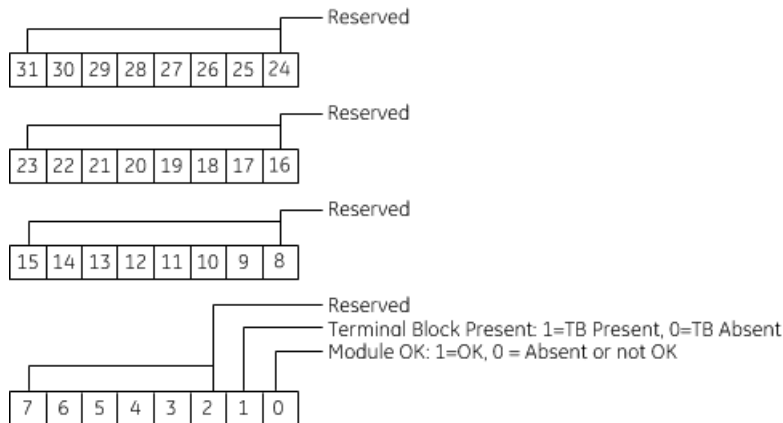 Reserved
31 30 29 28 27 26 25 24
Reserved
23 22 21 20 19 18 17 16
Reserved
15 14 13 12 11 10 9 8
Reserved
Terminal Block Present: 1=TB Present, 0=TB Absent
Module OK: 1=OK, 0 = Absent or not OK
7 6 5 4 3 2 1 0